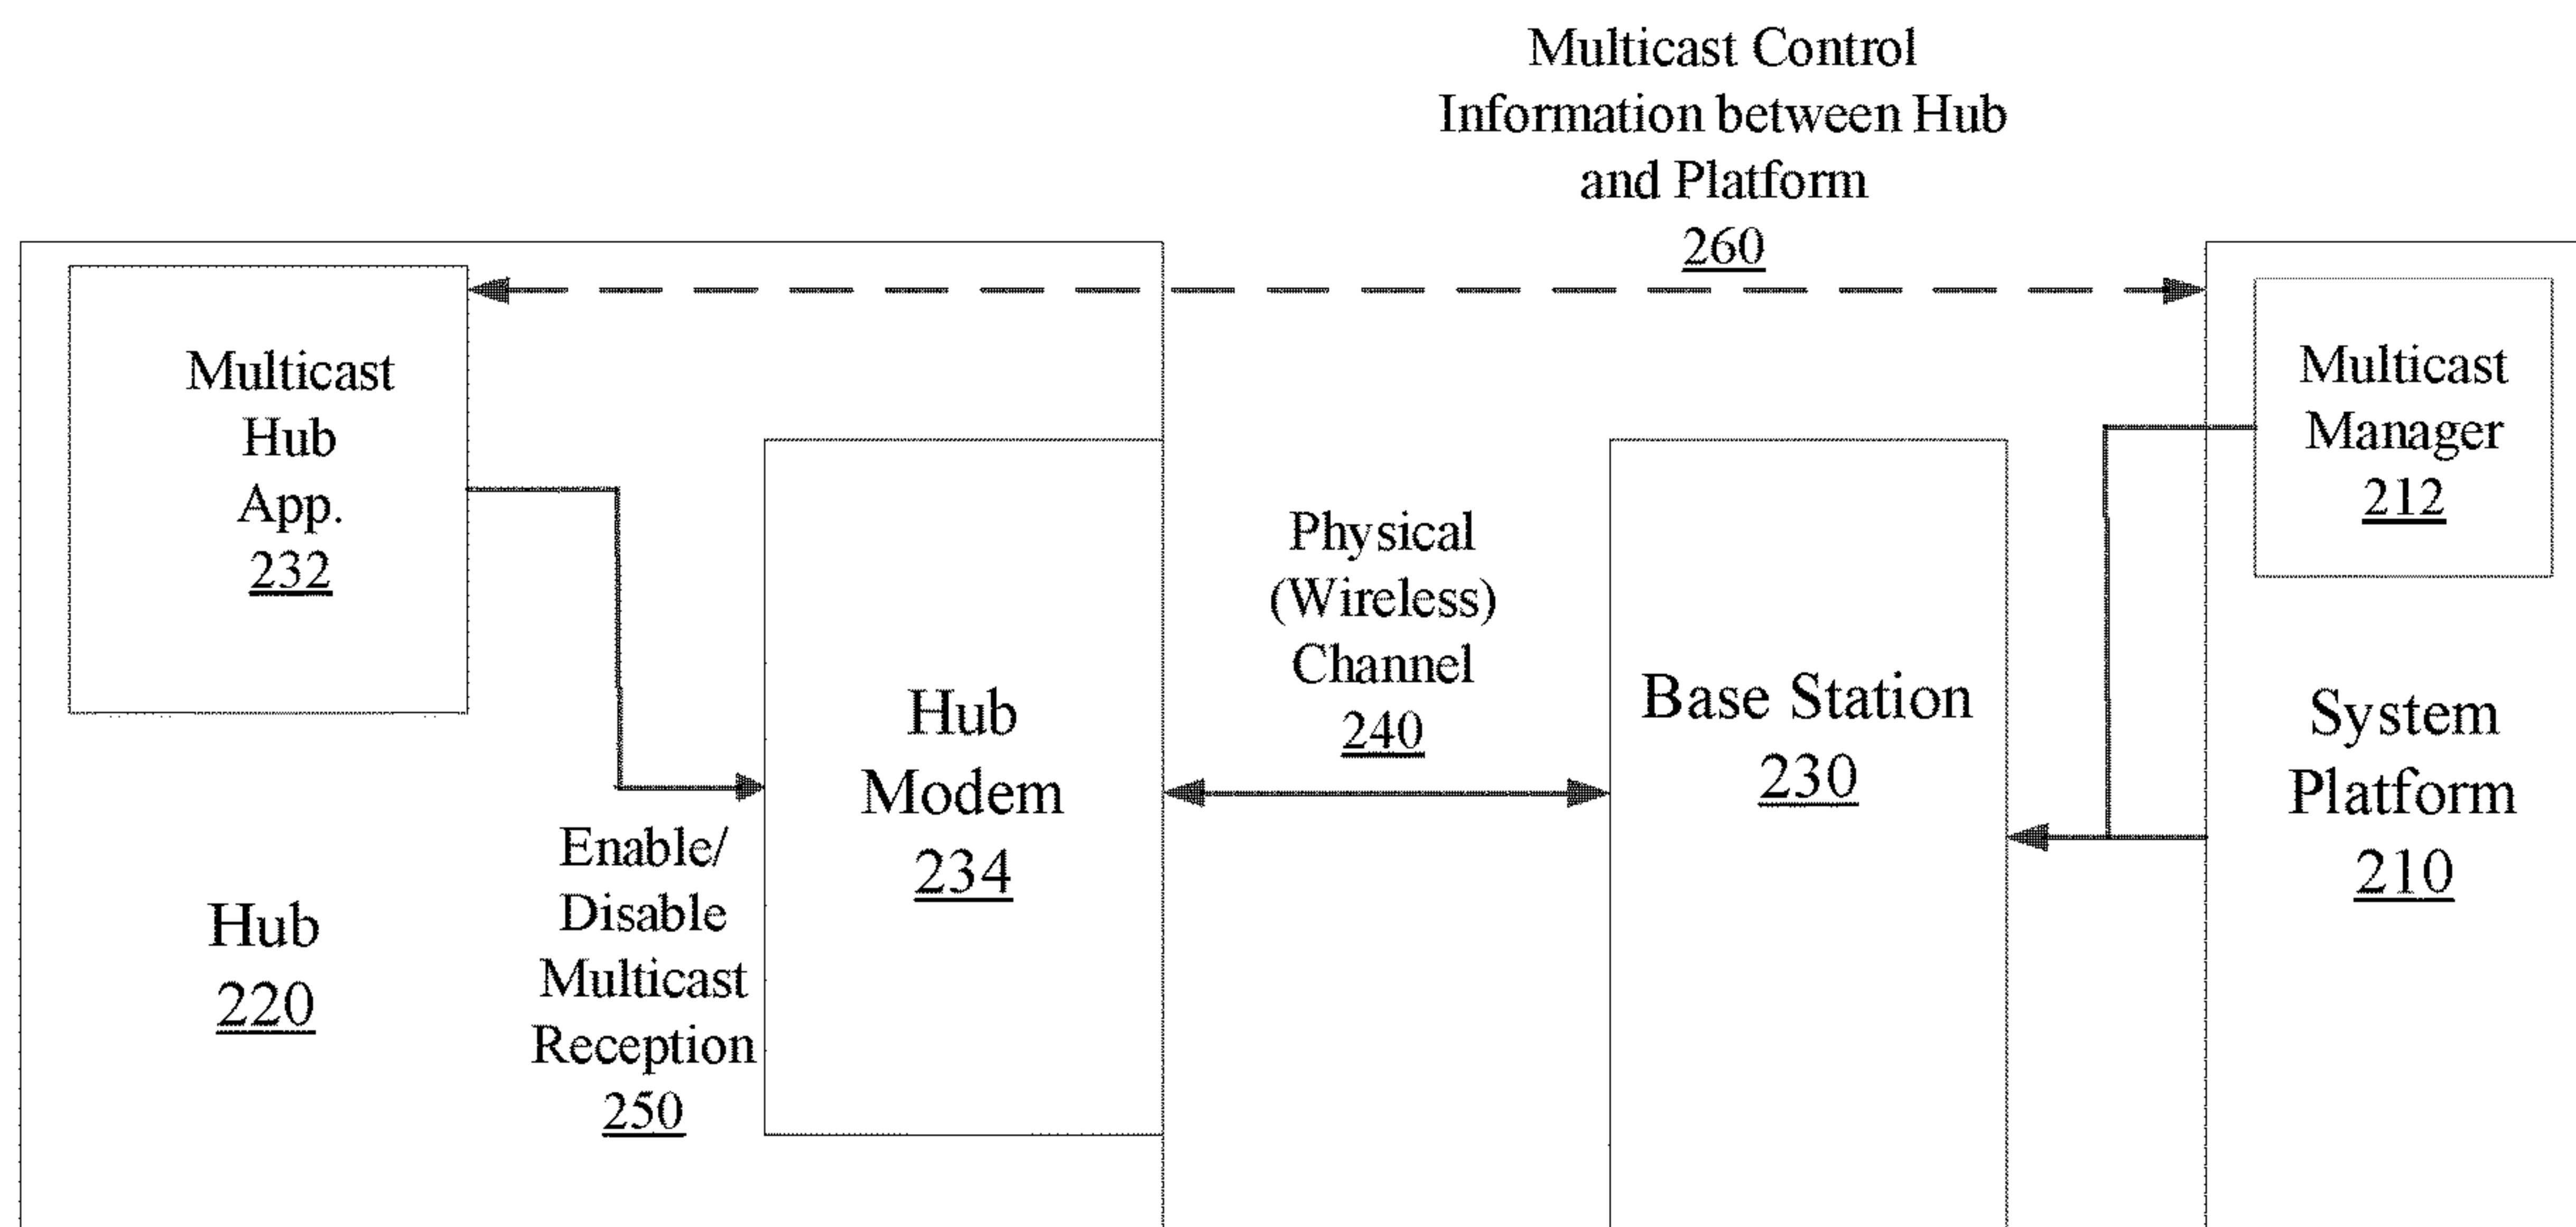 Multicast Control
Information between Hub
and Platform
260
Multicast
Hub
App.
232
Multicast
Manager
212
Physical
(Wireless)
Channel
240
Hub
Modem
234
Base Station
230
System
Platform
210
Enable/
Disable
Multicast
Reception
250
Hub
220